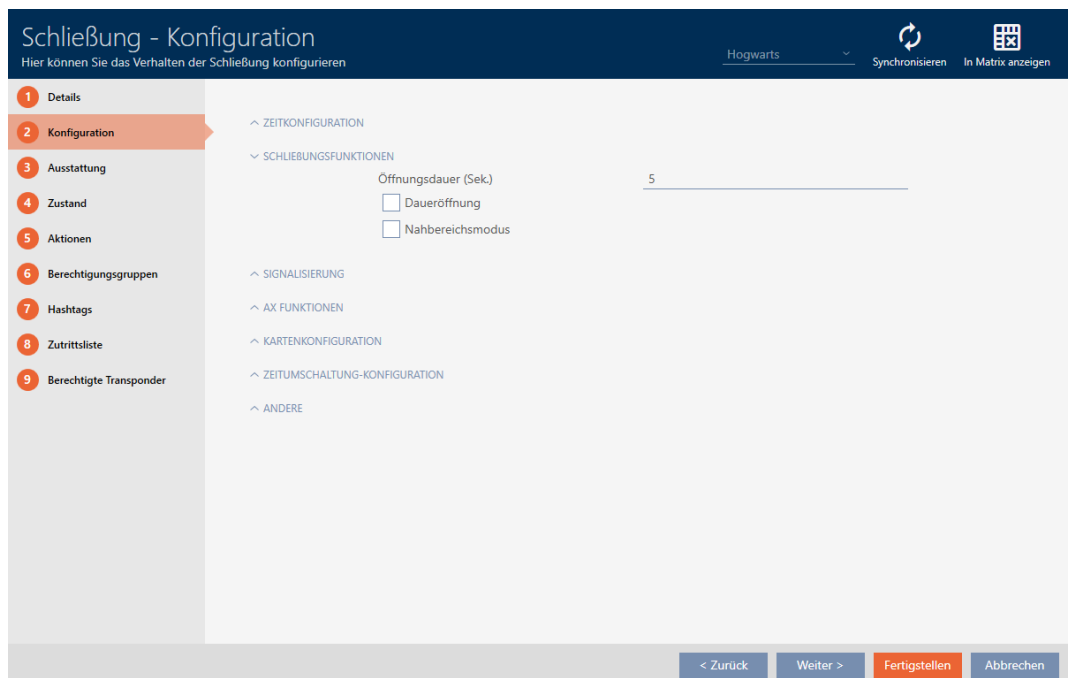 Schließung - Konfiguration
Hier können Sie das Verhalten der Schließung konfigurieren
Hogwarts
Synchronisieren
In Matrix anzeigen
1 Details
2 Konfiguration
3 Ausstattung
4 Zustand
5 Aktionen
6 Berechtigungsgruppen
7 Hashtags
8 Zutrittsliste
9 Berechtigte Transponder
ZEITKONFIGURATION
SCHLIEßUNGSFUNKTIONEN
Öffnungsdauer (Sek.) 5
Daueröffnung
Nahbereichsmodus
SIGNALISIERUNG
AX FUNKTIONEN
KARTENKONFIGURATION
ZEITUMSCHALTUNG-KONFIGURATION
ANDERE
< Zurück
Weiter >
Fertigstellen
Abbrechen